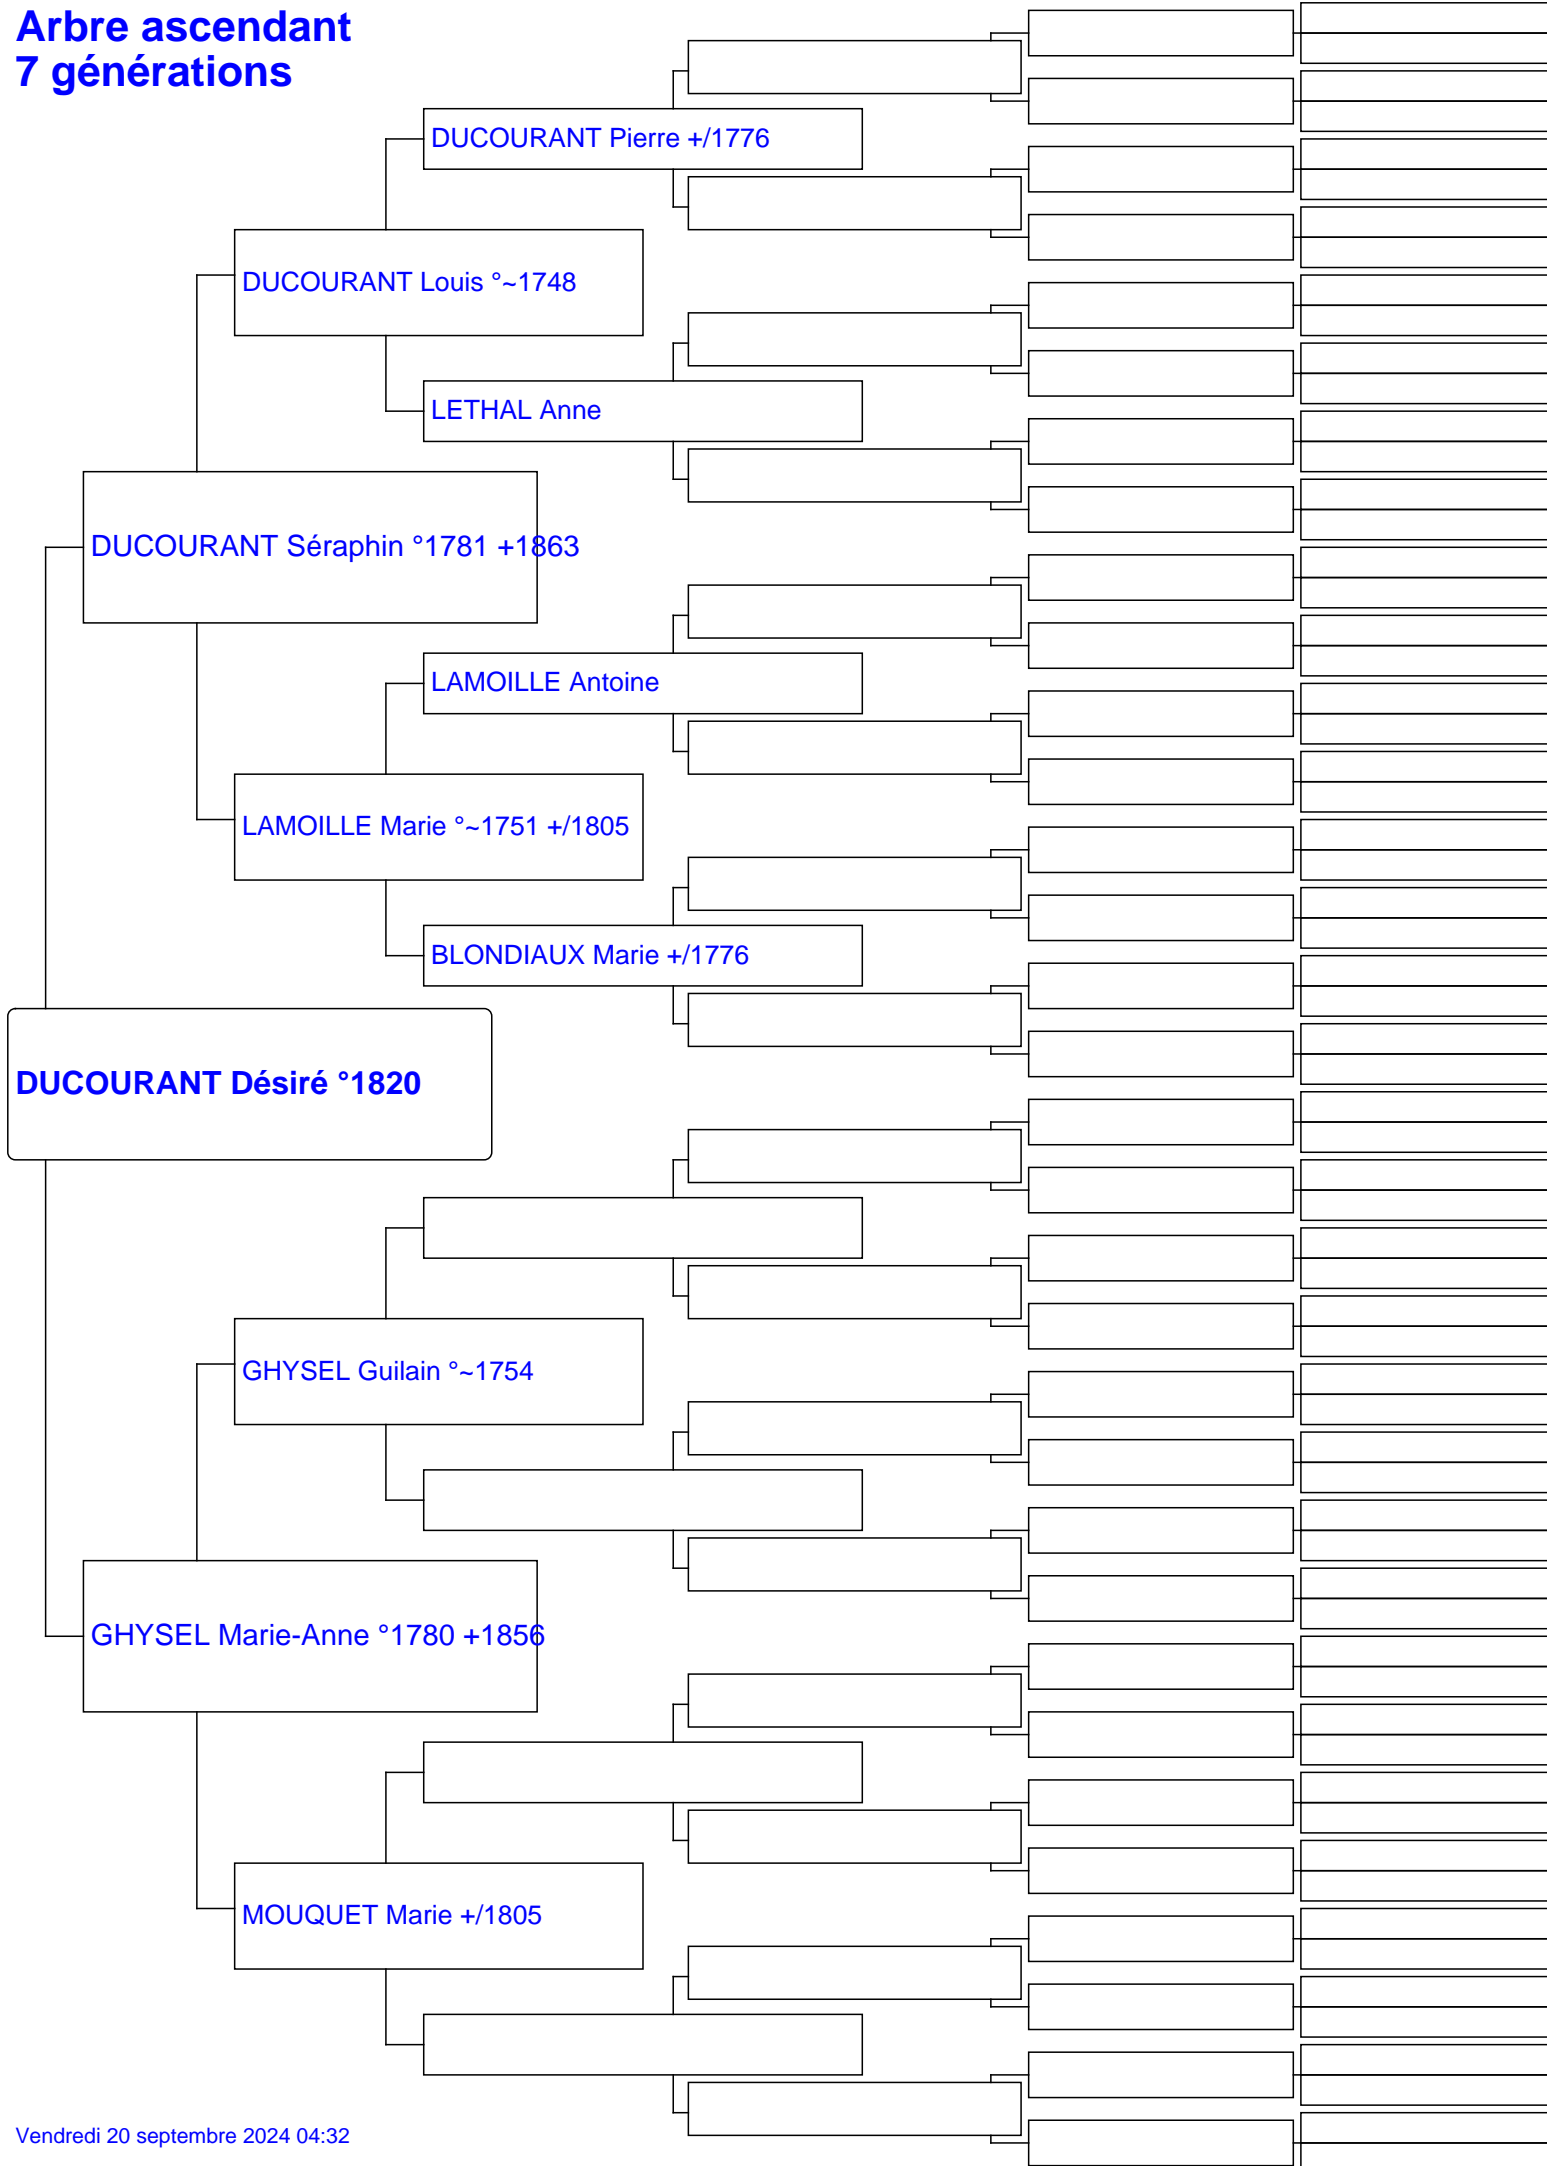 Arbre ascendant
7 générations
DUCOURANT Pierre +/1776
DUCOURANT Louis °~1748
LETHAL Anne
DUCOURANT Séraphin °1781 +1863
LAMOILLE Antoine
LAMOILLE Marie °~1751 +/1805
BLONDIAUX Marie +/1776
DUCOURANT Désiré °1820
GHYSEL Guilain °~1754
GHYSEL Marie-Anne °1780 +1856
MOUQUET Marie +/1805
Vendredi 20 septembre 2024 04:32